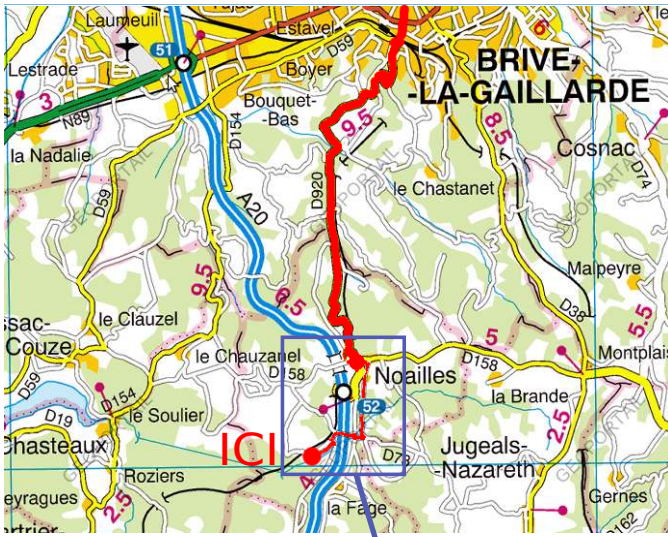 Laumeuil
Estavel
D59
6
51
BRIVE-
-LA-GAILLARDE
Lestrade
Boyer
3
N89
Bouquet-
-Bas
9.5
8.5
D154
la Nadalie
Cosnac
D74
D59
le Chastanet
D920
A20
GEOPORTAIL
Malpeyre
9.5
6.5
D38
5.5
le Clauzel
5
ssac-
Couze
le Chauzanel
D158
D158
Montplais
Noailles
D59
D154
la Brande
52
D19
le Soulier
2.5
Chasteaux
ICI
D73
Jugeals-
-Nazareth
Roziers
4
eyragues
2.5
Gernes
la Fage
D162
artrier-